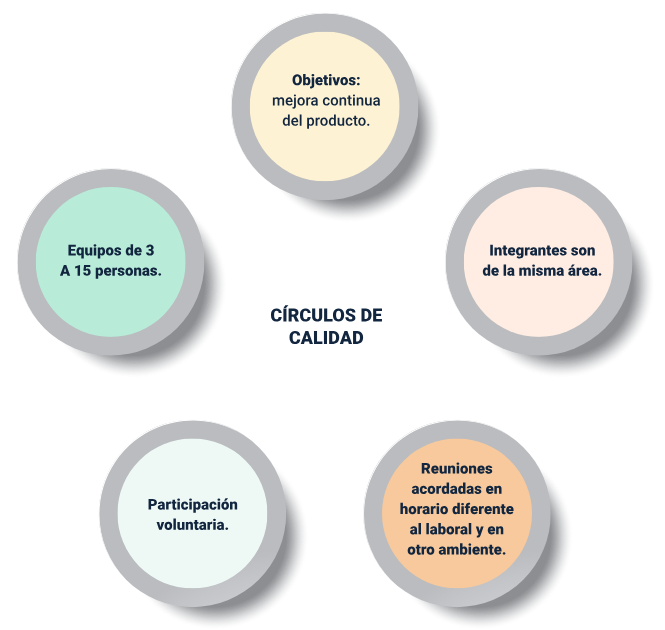 Objetivos:
mejora continua
del producto.
Equipos de 3
A 15 personas.
Integrantes son
de la misma área.
CÍRCULOS DE
CALIDAD
Participación
voluntaria.
Reuniones
acordadas en
horario diferente
al laboral y en
otro ambiente.